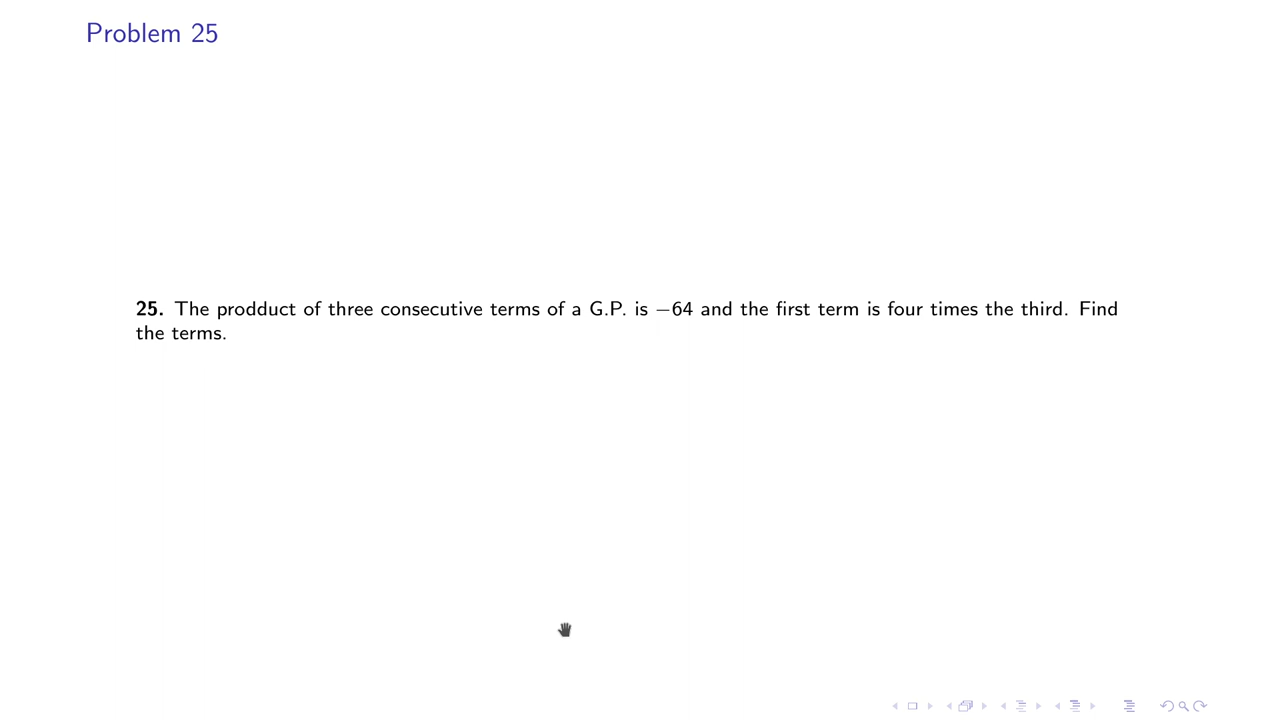 Problem 25
25. The prodduct of three consecutive terms of a G.P. is −64 and the first term is four times the third. Find
the terms.